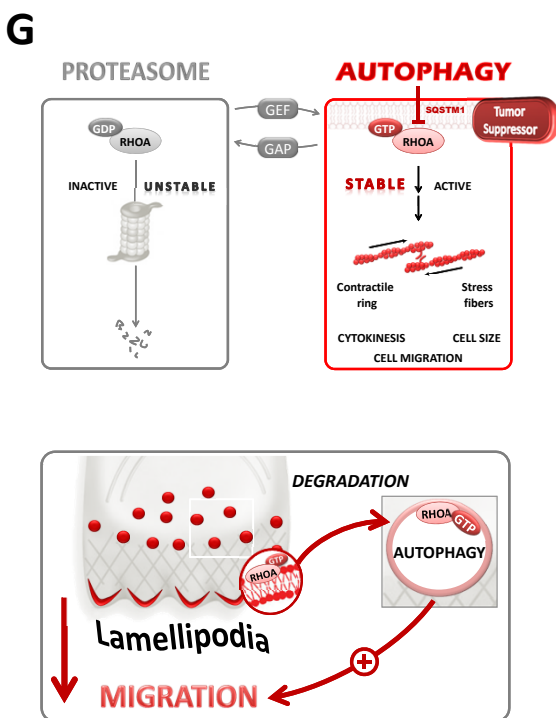 G
PROTEASOME
AUTOPHAGY
GDP
RHOA
INACTIVE
UNSTABLE
GEF
GAP
SQSTM1
Tumor
Suppressor
GTP
RHOA
STABLE
ACTIVE
Contractile
ring
Stress
fibers
CYTOKINESIS
CELL SIZE
CELL MIGRATION
DEGRADATION
RHOA
GTP
AUTOPHAGY
GTP
RHOA
Lamellipodia
+
MIGRATION